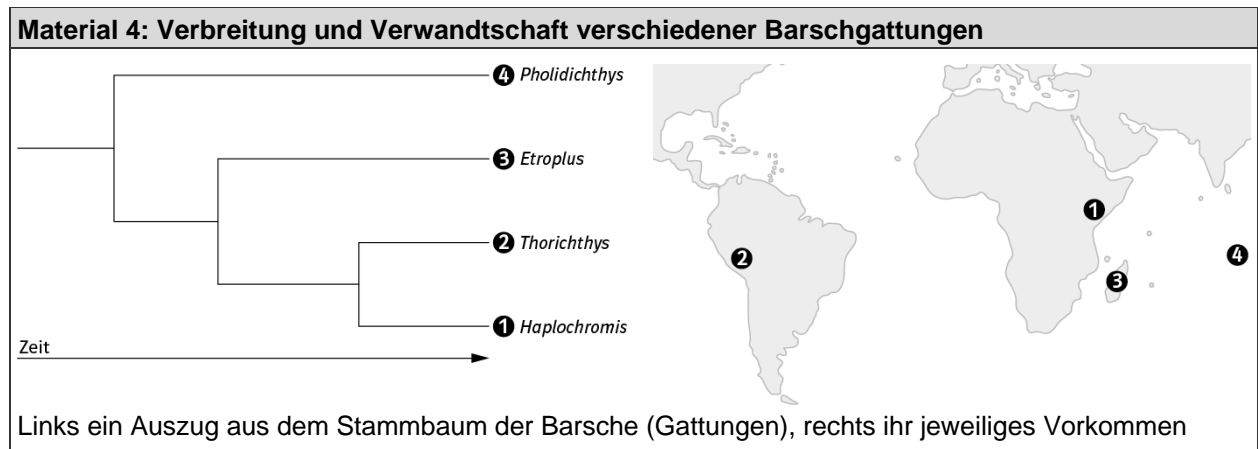 Material 4: Verbreitung und Verwandtschaft verschiedener Barschgattungen
4 Pholidichthys
3 Etroplus
2 Thorichthys
1 Haplochromis
Zeit
1
2
3
4
Links ein Auszug aus dem Stammbaum der Barsche (Gattungen), rechts ihr jeweiliges Vorkommen